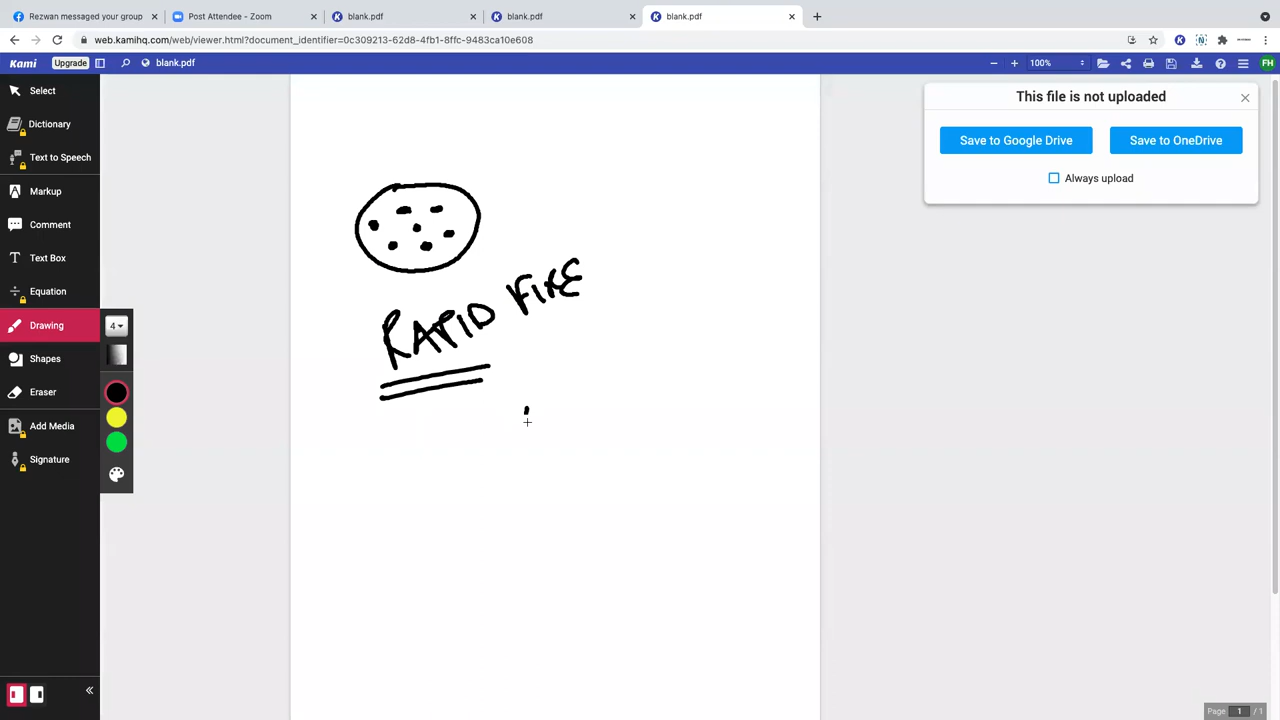 Rezwan messaged your group
Post Attendee - Zoom
blank.pdf
blank.pdf
blank.pdf
web.kamihq.com/web/viewer.html?document_identifier=0c309213-62d8-4fb1-8ffc-9483ca10e608
Kami
Upgrade
blank.pdf
100%
FH
Select
Dictionary
Text to Speech
Markup
Comment
Text Box
Equation
Drawing
Shapes
Eraser
Add Media
Signature
4
This file is not uploaded
Save to Google Drive
Save to OneDrive
Always upload
RAPID FIRE
Page 1 / 1